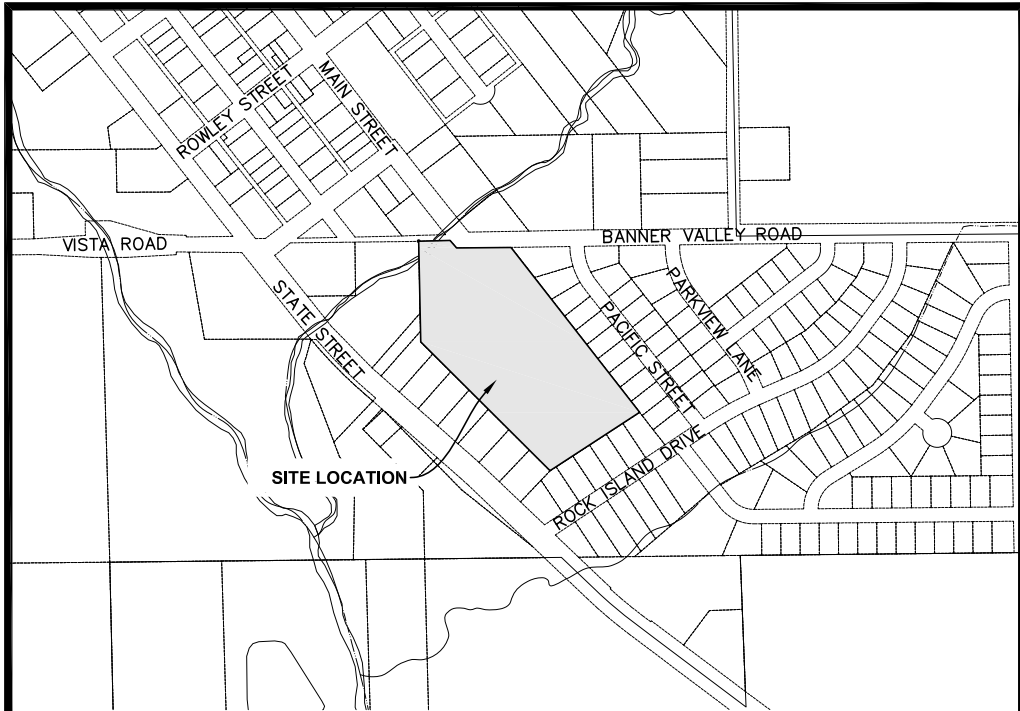 ROWLEY STREET
MAIN STREET
VISTA ROAD
BANNER VALLEY ROAD
STATE STREET
PACIFIC STREET
PARKVIEW LANE
SITE LOCATION
ROCK ISLAND DRIVE